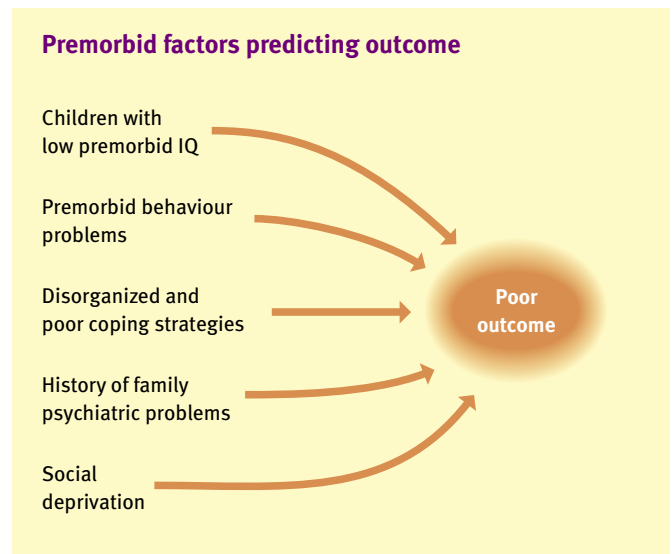 Premorbid factors predicting outcome
Children with
low premorbid IQ
Premorbid behaviour
problems
Disorganized and
poor coping strategies
Poor
outcome
History of family
psychiatric problems
Social
deprivation